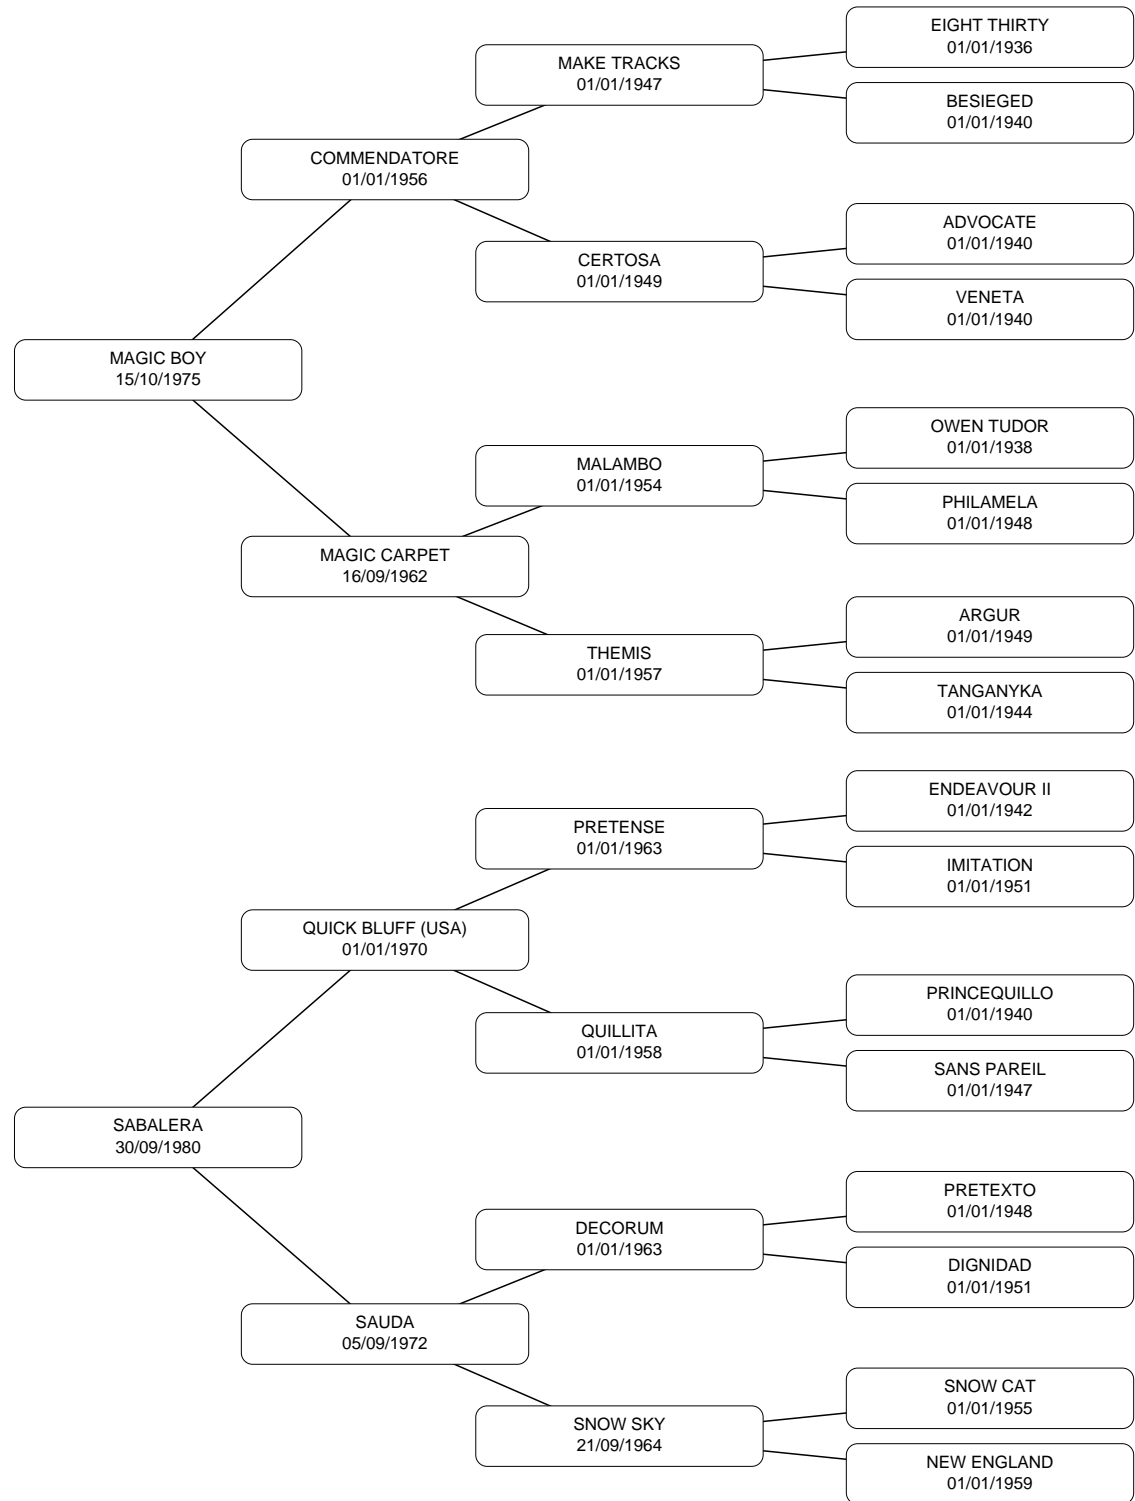 EIGHT THIRTY
01/01/1936
MAKE TRACKS
01/01/1947
BESIEGED
01/01/1940
COMMENDATORE
01/01/1956
ADVOCATE
01/01/1940
CERTOSA
01/01/1949
VENETA
01/01/1940
MAGIC BOY
15/10/1975
OWEN TUDOR
01/01/1938
MALAMBO
01/01/1954
PHILAMELA
01/01/1948
MAGIC CARPET
16/09/1962
ARGUR
01/01/1949
THEMIS
01/01/1957
TANGANYKA
01/01/1944
ENDEAVOUR II
01/01/1942
PRETENSE
01/01/1963
IMITATION
01/01/1951
QUICK BLUFF (USA)
01/01/1970
PRINCEQUILLO
01/01/1940
QUILLITA
01/01/1958
SANS PAREIL
01/01/1947
SABALERA
30/09/1980
PRETEXTO
01/01/1948
DECORUM
01/01/1963
DIGNIDAD
01/01/1951
SAUDA
05/09/1972
SNOW CAT
01/01/1955
SNOW SKY
21/09/1964
NEW ENGLAND
01/01/1959